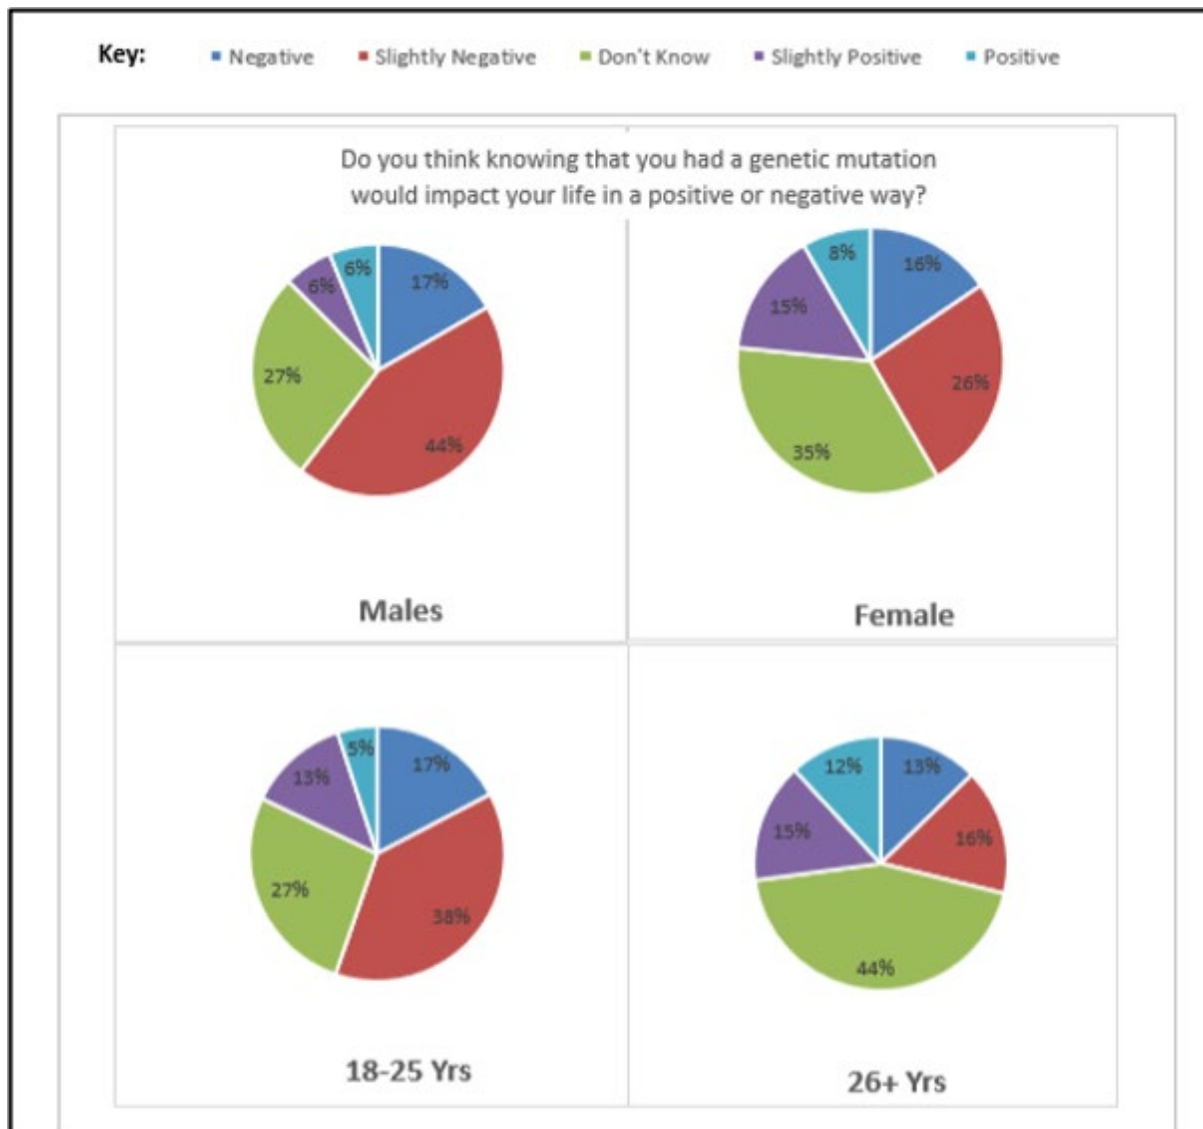 Key: Negative Slightly Negative Don't Know Slightly Positive Positive
Do you think knowing that you had a genetic mutation
would impact your life in a positive or negative way?
6% 6% 17% 27% 44%
Males
8% 16% 15% 26% 35%
Female
5% 17% 13% 27% 38%
18-25 Yrs
12% 13% 15% 16% 44%
26+ Yrs